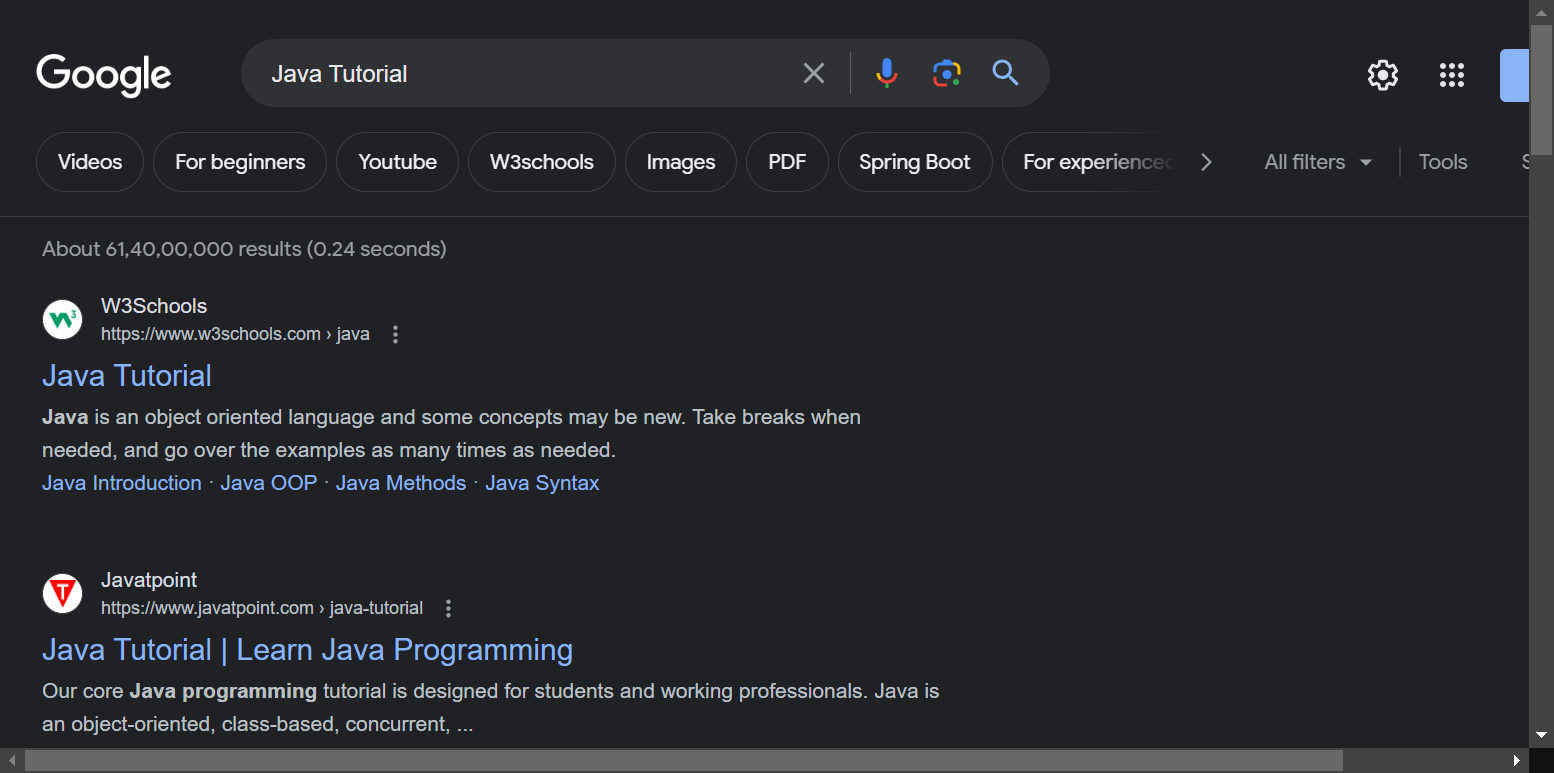 Google
Java Tutorial
Videos For beginners Youtube W3schools Images PDF Spring Boot For experienced All filters Tools
About 61,40,00,000 results (0.24 seconds)
W3Schools
https://www.w3schools.com › java
Java Tutorial
Java is an object oriented language and some concepts may be new. Take breaks when
needed, and go over the examples as many times as needed.
Java Introduction · Java OOP · Java Methods · Java Syntax
Javatpoint
https://www.javatpoint.com › java-tutorial
Java Tutorial | Learn Java Programming
Our core Java programming tutorial is designed for students and working professionals. Java is
an object-oriented, class-based, concurrent, ...